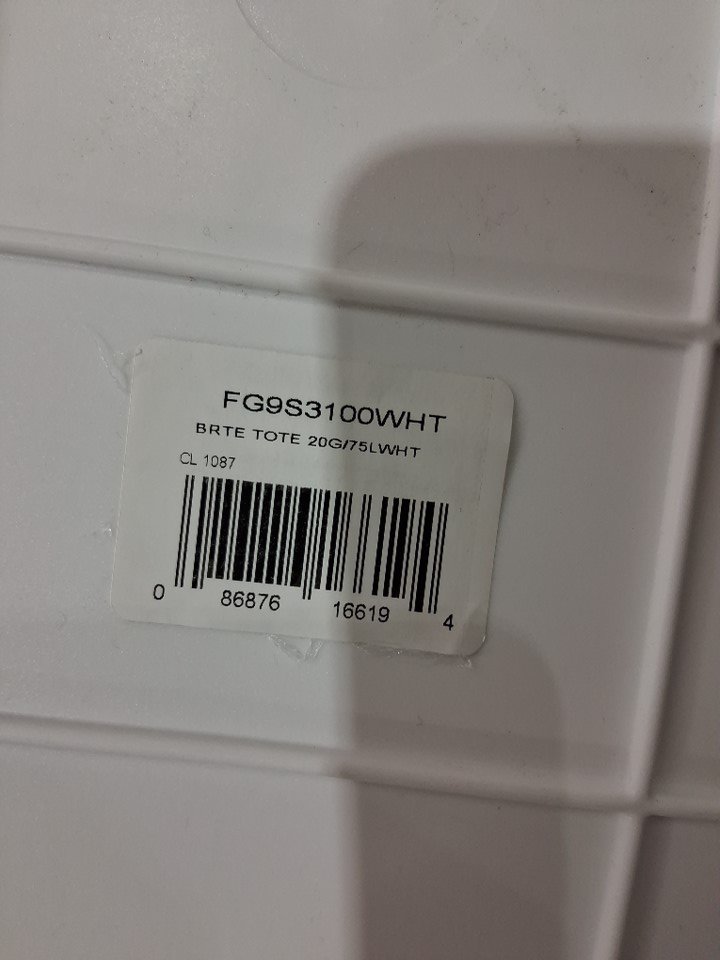 FG9S3100WHT
BRTE TOTE 20G/75LWHT
CL 1087
0 86876 16619 4